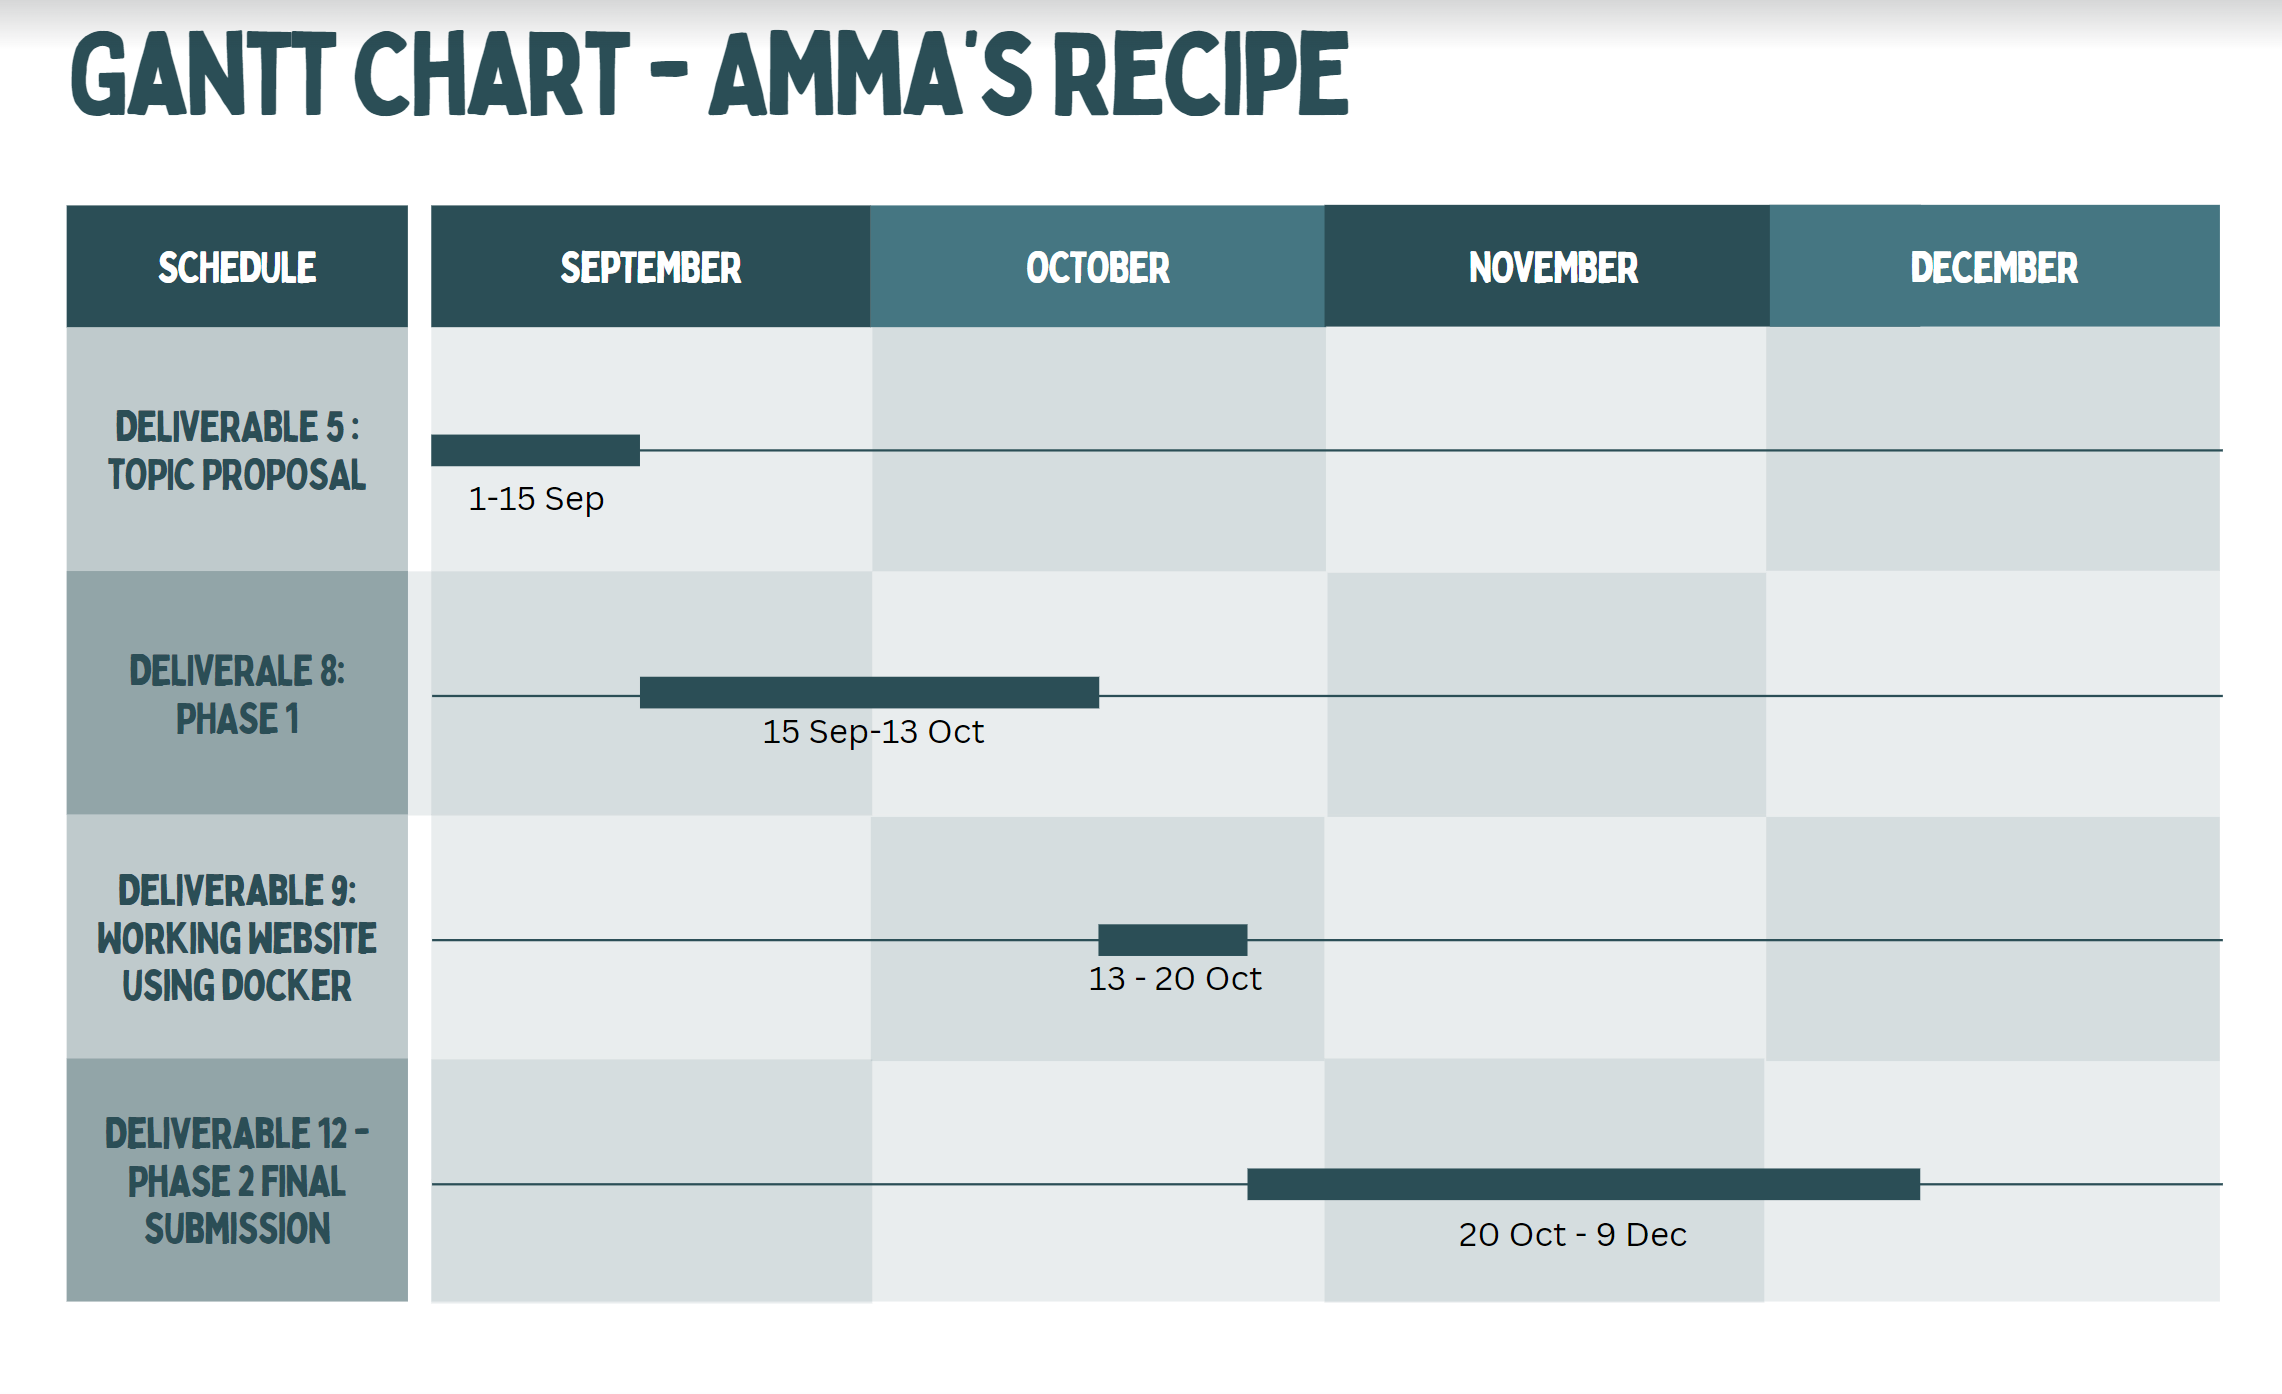 GANTT CHART - AMMA'S RECIPE
SCHEDULE
SEPTEMBER
OCTOBER
NOVEMBER
DECEMBER
DELIVERABLE 5 :
TOPIC PROPOSAL
1-15 Sep
DELIVERALE 8:
PHASE 1
15 Sep-13 Oct
DELIVERABLE 9:
WORKING WEBSITE
USING DOCKER
13 - 20 Oct
DELIVERABLE 12 -
PHASE 2 FINAL
SUBMISSION
20 Oct - 9 Dec